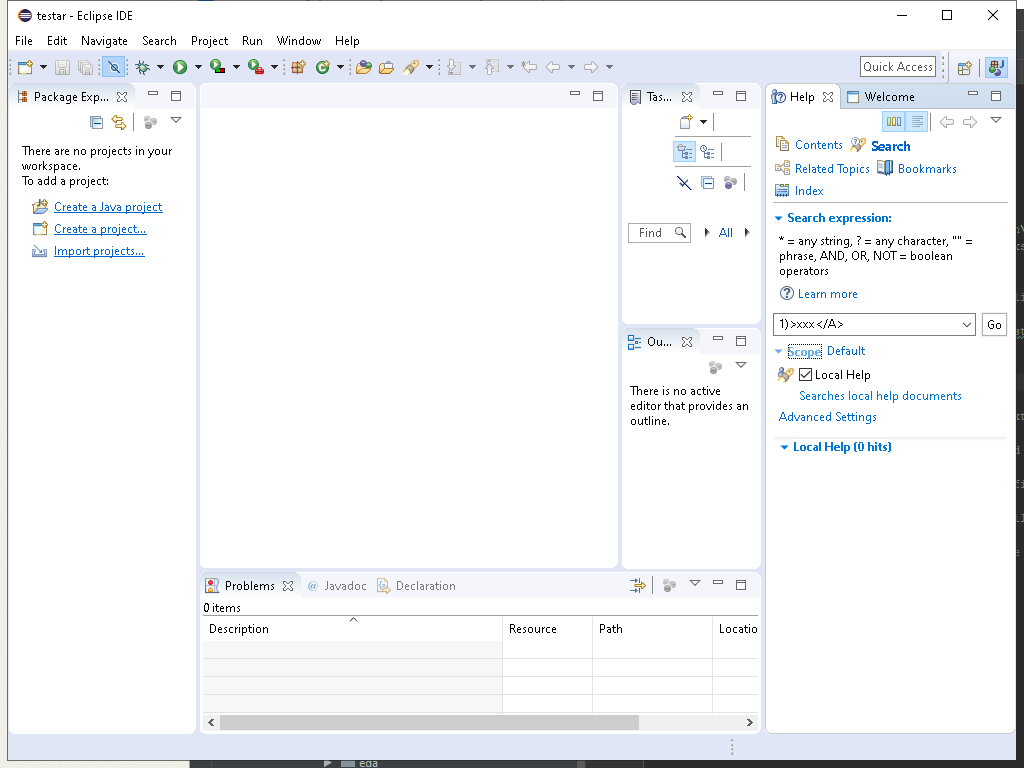 testar - Eclipse IDE
File Edit Navigate Search Project Run Window Help
Quick Access
Package Exp...
There are no projects in your
workspace.
To add a project:
Create a Java project
Create a project...
Import projects...
Tas...
Find
All
Ou...
There is no active
editor that provides an
outline.
Help
Welcome
Contents
Search
Related Topics
Bookmarks
Index
Search expression:
* = any string, ? = any character, "" =
phrase, AND, OR, NOT = boolean
operators
Learn more
1)>xxx</A>
Go
Scope Default
Local Help
Searches local help documents
Advanced Settings
Local Help (0 hits)
Problems
@ Javadoc
Declaration
0 items
Description Resource Path Locatio
eda